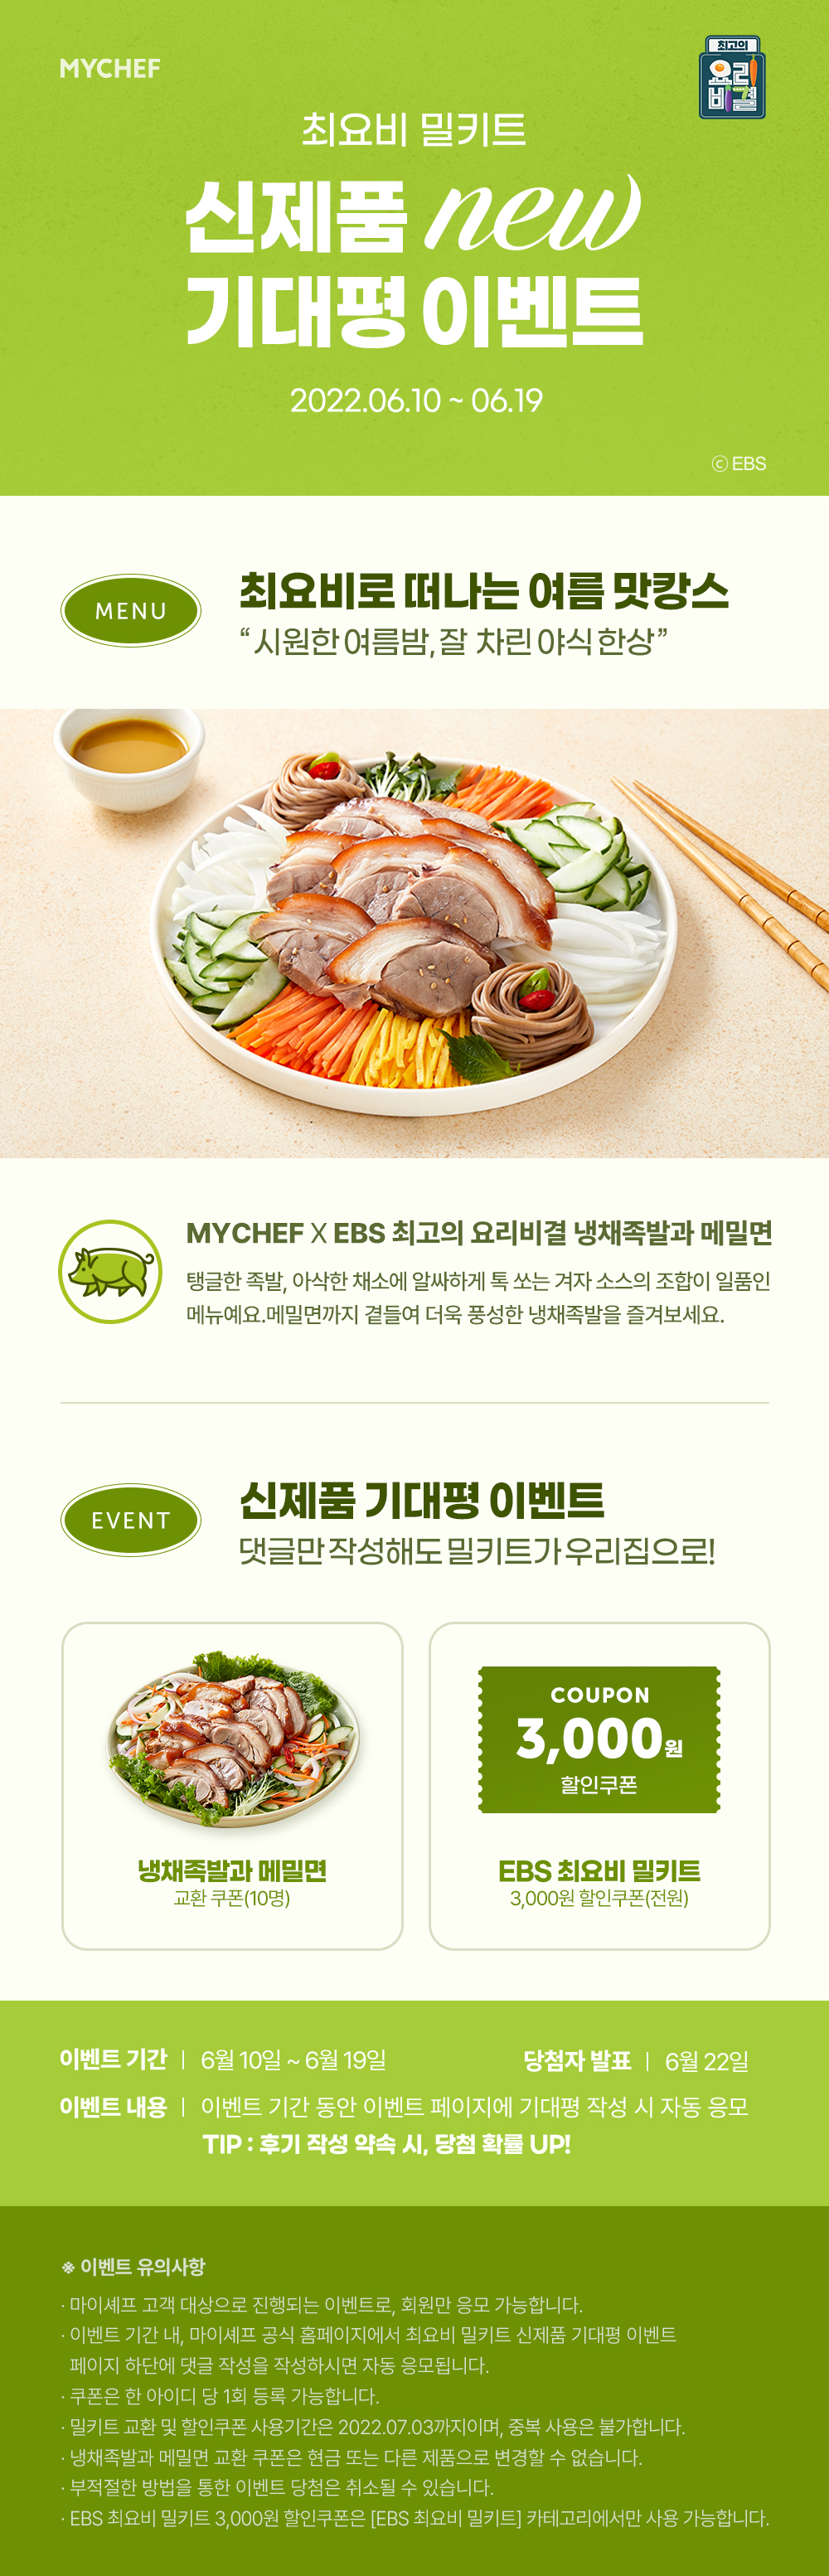 MYCHEF
최고의
요리
비결
최요비 밀키트
신제품 new
기대평 이벤트
2022.06.10 ~ 06.19
ⓒ EBS
MENU
최요비로 떠나는 여름 맛캉스
“시원한 여름밤, 잘 차린 야식 한상”
MYCHEF X EBS 최고의 요리비결 냉채족발과 메밀면
탱글한 족발, 아삭한 채소에 알싸하게 톡 쏘는 겨자 소스의 조합이 일품인
메뉴예요.메밀면까지 곁들여 더욱 풍성한 냉채족발을 즐겨보세요.
EVENT
신제품 기대평 이벤트
댓글만 작성해도 밀키트가 우리집으로!
냉채족발과 메밀면
교환 쿠폰(10명)
COUPON
3,000원
할인쿠폰
EBS 최요비 밀키트
3,000원 할인쿠폰(전원)
이벤트 기간 | 6월 10일 ~ 6월 19일 당첨자 발표 | 6월 22일
이벤트 내용 | 이벤트 기간 동안 이벤트 페이지에 기대평 작성 시 자동 응모
TIP : 후기 작성 약속 시, 당첨 확률 UP!
※ 이벤트 유의사항
· 마이셰프 고객 대상으로 진행되는 이벤트로, 회원만 응모 가능합니다.
· 이벤트 기간 내, 마이셰프 공식 홈페이지에서 최요비 밀키트 신제품 기대평 이벤트
페이지 하단에 댓글 작성을 작성하시면 자동 응모됩니다.
· 쿠폰은 한 아이디 당 1회 등록 가능합니다.
· 밀키트 교환 및 할인쿠폰 사용기간은 2022.07.03까지이며, 중복 사용은 불가합니다.
· 냉채족발과 메밀면 교환 쿠폰은 현금 또는 다른 제품으로 변경할 수 없습니다.
· 부적절한 방법을 통한 이벤트 당첨은 취소될 수 있습니다.
· EBS 최요비 밀키트 3,000원 할인쿠폰은 [EBS 최요비 밀키트] 카테고리에서만 사용 가능합니다.